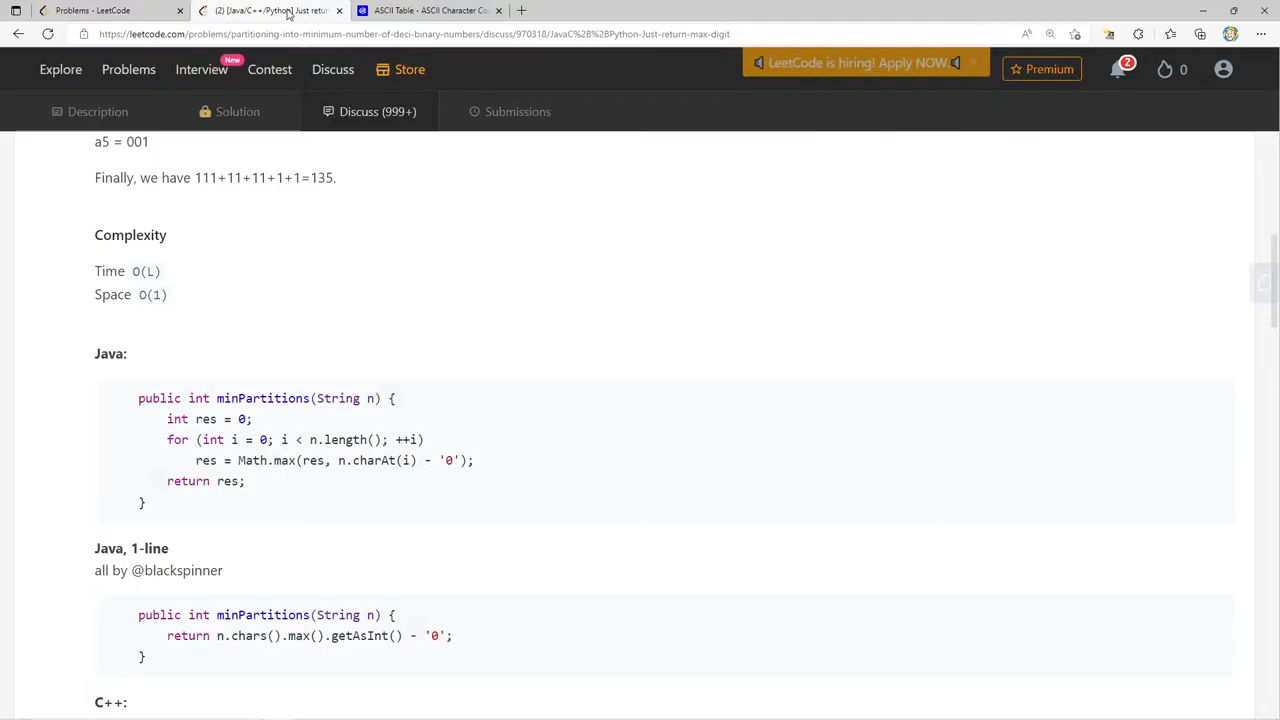 Problems - LeetCode
(2) [Java/C++/Python] Just retur
ASCII Table - ASCII Character Co
https://leetcode.com/problems/partitioning-into-minimum-number-of-deci-binary-numbers/discuss/970318/JavaC%2B%2BPython-Just-return-max-digit
Explore
Problems
Interview
New
Contest
Discuss
Store
LeetCode is hiring! Apply NOW.
Premium
2
0
Description
Solution
Discuss (999+)
Submissions
a5 = 001
Finally, we have 111+11+11+1+1=135.
Complexity
Time O(L)
Space O(1)
Java:
public int minPartitions(String n) {
int res = 0;
for (int i = 0; i < n.length(); ++i)
res = Math.max(res, n.charAt(i) - '0');
return res;
}
Java, 1-line
all by @blackspinner
public int minPartitions(String n) {
return n.chars().max().getAsInt() - '0';
}
C++: